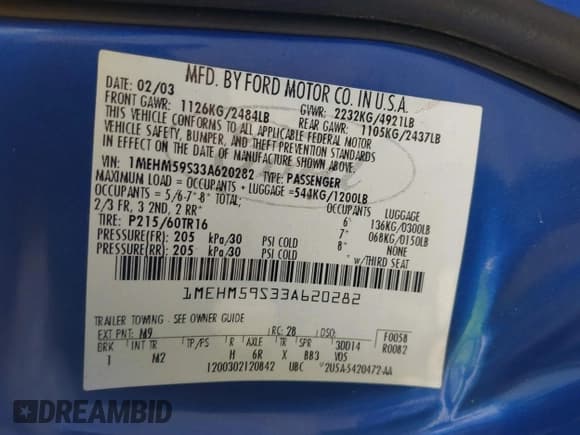 MFD. BY FORD MOTOR CO. IN U.S.A.
DATE: 02/03 GVWR: 2232KG/4921LB
FRONT GAWR: 1126KG/2484LB REAR GAWR: 1105KG/2437LB
THIS VEHICLE CONFORMS TO ALL APPLICABLE FEDERAL MOTOR
VEHICLE SAFETY, BUMPER, AND THEFT PREVENTION STANDARDS
IN EFFECT ON THE DATE OF MANUFACTURE SHOWN ABOVE.
VIN: 1MEHM59S33A620282 TYPE: PASSENGER
MAXIMUM LOAD = OCCUPANTS + LUGGAGE = 544KG/1200LB
OCCUPANTS = 5/6-7*-8* TOTAL; OCCUPANTS LUGGAGE
2/3 FR, 3 2ND, 2 RR* 6* 136KG/0300LB
TIRE: P215/60TR16 7* 068KG/0150LB
PRESSURE(FR): 205 kPa/30 PSI COLD 8* NONE
PRESSURE(RR): 205 kPa/30 PSI COLD * W/THIRD SEAT
1MEHM59S33A620282
TRAILER TOWING - SEE OWNER GUIDE
EXT PNT: M9 RC: 28 DSO: F0058
BRK INT TR TP/PS R AXLE TR SPR 30014 R0082
1 M2 H 6R X BB3 V05
1200302120842 UBC V2U5A-5420472-AA
DREAMBID